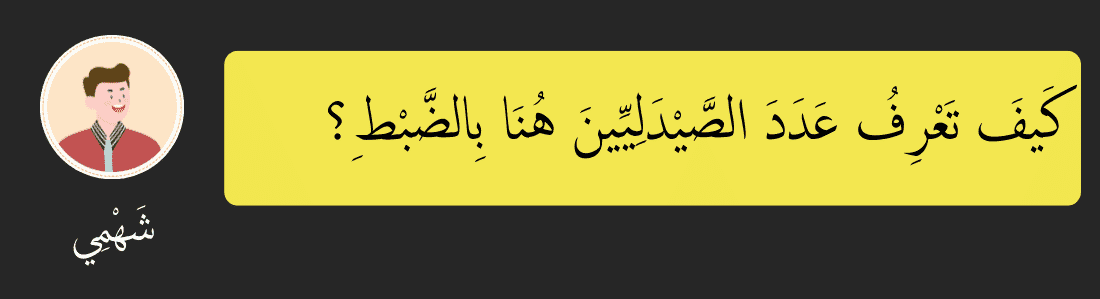 كَيفَ تَعْرِفُ عَدَدَ الصَّيْدَلِيِّينَ هُنَا بِالضَّبْطِ؟
شَهْمِي